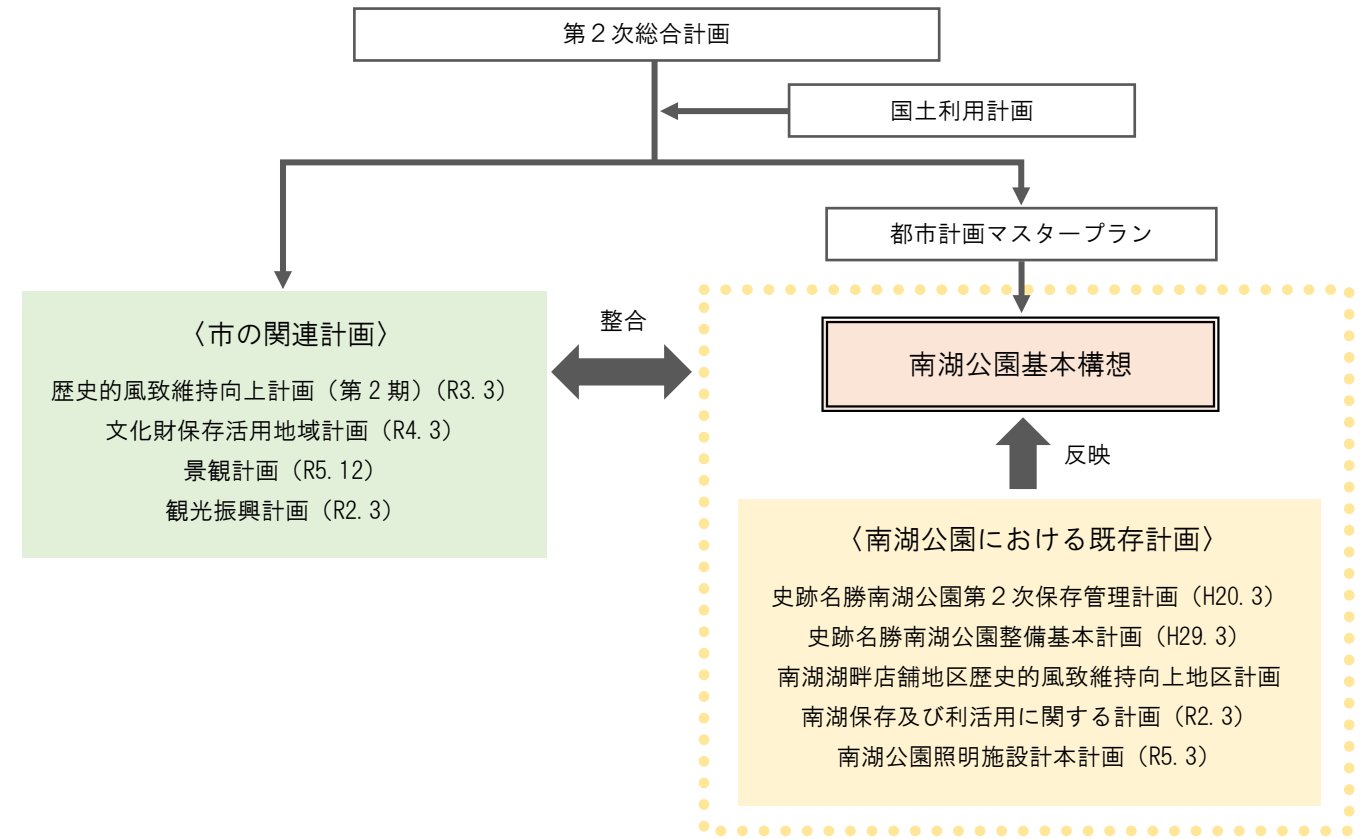 第２次総合計画
国土利用計画
都市計画マスタープラン
〈市の関連計画〉
歴史的風致維持向上計画（第２期）（R3.3）
文化財保存活用地域計画（R4.3）
景観計画（R5.12）
観光振興計画（R2.3）
整合
南湖公園基本構想
反映
〈南湖公園における既存計画〉
史跡名勝南湖公園第２次保存管理計画（H20.3）
史跡名勝南湖公園整備基本計画（H29.3）
南湖湖畔店舗地区歴史的風致維持向上地区計画
南湖保存及び利活用に関する計画（R2.3）
南湖公園照明施設計本計画（R5.3）